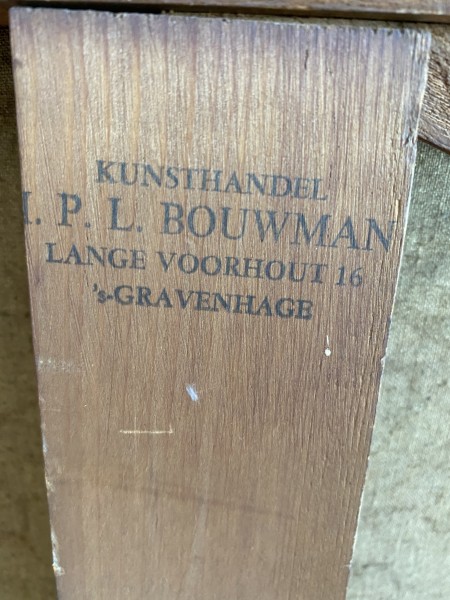 KUNSTHANDEL
P. L. BOUWMAN
LANGE VOORHOUT 16
's-GRAVENHAGE